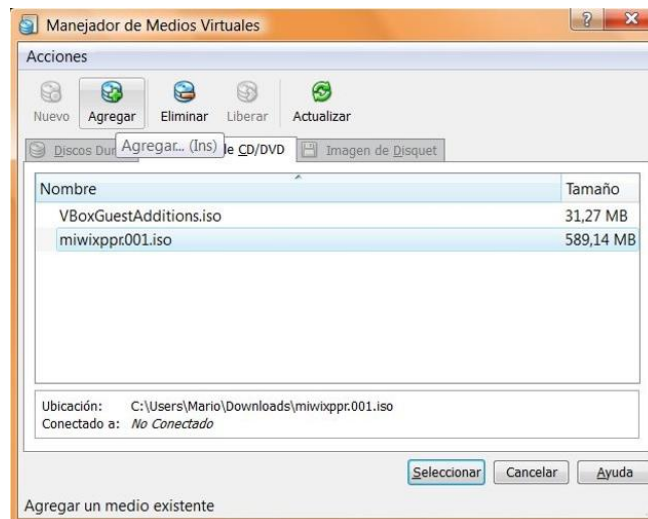 Manejador de Medios Virtuales
Acciones
Nuevo Agregar Eliminar Liberar Actualizar
Discos Agregar... (Ins) de CD/DVD Imagen de Disquet
Nombre Tamaño
VBoxGuestAdditions.iso 31,27 MB
miwixppr.001.iso 589,14 MB
Ubicación: C:\Users\Mario\Downloads\miwixppr.001.iso
Conectado a: No Conectado
Seleccionar Cancelar Ayuda
Agregar un medio existente